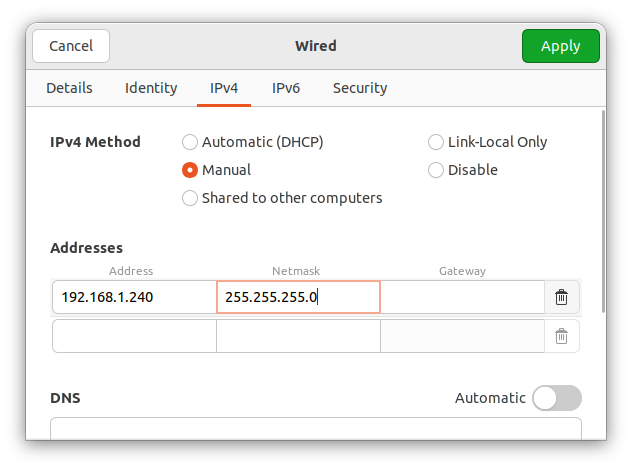 Cancel Wired Apply
Details Identity IPv4 IPv6 Security
IPv4 Method Automatic (DHCP) Link-Local Only
Manual Disable
Shared to other computers
Addresses
Address Netmask Gateway
192.168.1.240 255.255.255.0
DNS Automatic